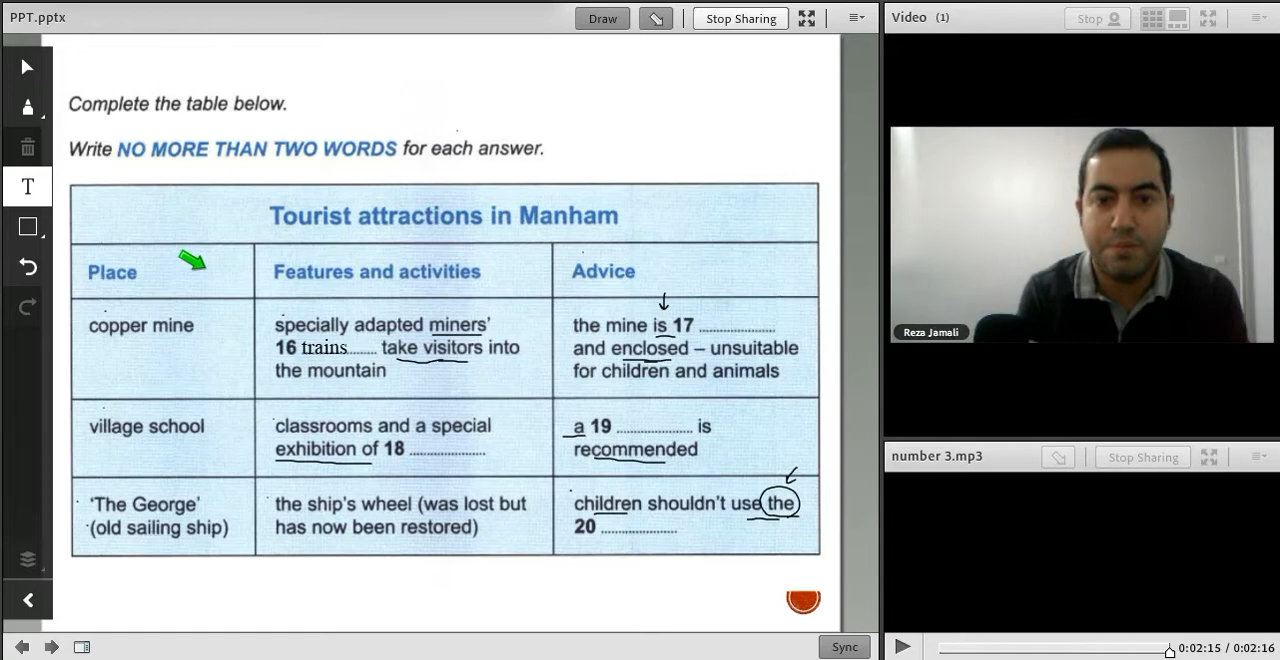 PPT.pptx
Draw
Stop Sharing
Video (1)
Stop
Complete the table below.
Write NO MORE THAN TWO WORDS for each answer.
Tourist attractions in Manham
Place
Features and activities
Advice
copper mine
specially adapted miners'
16 trains........ take visitors into
the mountain
the mine is 17 ....................
and enclosed – unsuitable
for children and animals
village school
classrooms and a special
exhibition of 18 ....................
a 19 .................... is
recommended
'The George'
(old sailing ship)
the ship's wheel (was lost but
has now been restored)
children shouldn't use the
20 ....................
Sync
Reza Jamali
number 3.mp3
Stop Sharing
0:02:15 / 0:02:16